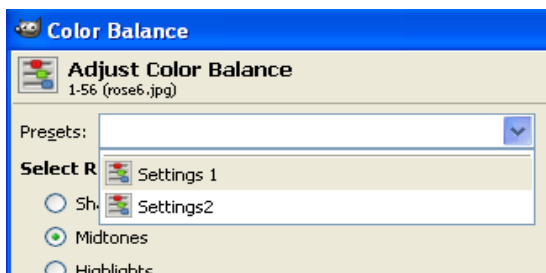 Color Balance
Adjust Color Balance
1-56 (rose6.jpg)
Presets:
Select R
Settings 1
Sh
Settings2
Midtones
Highlights